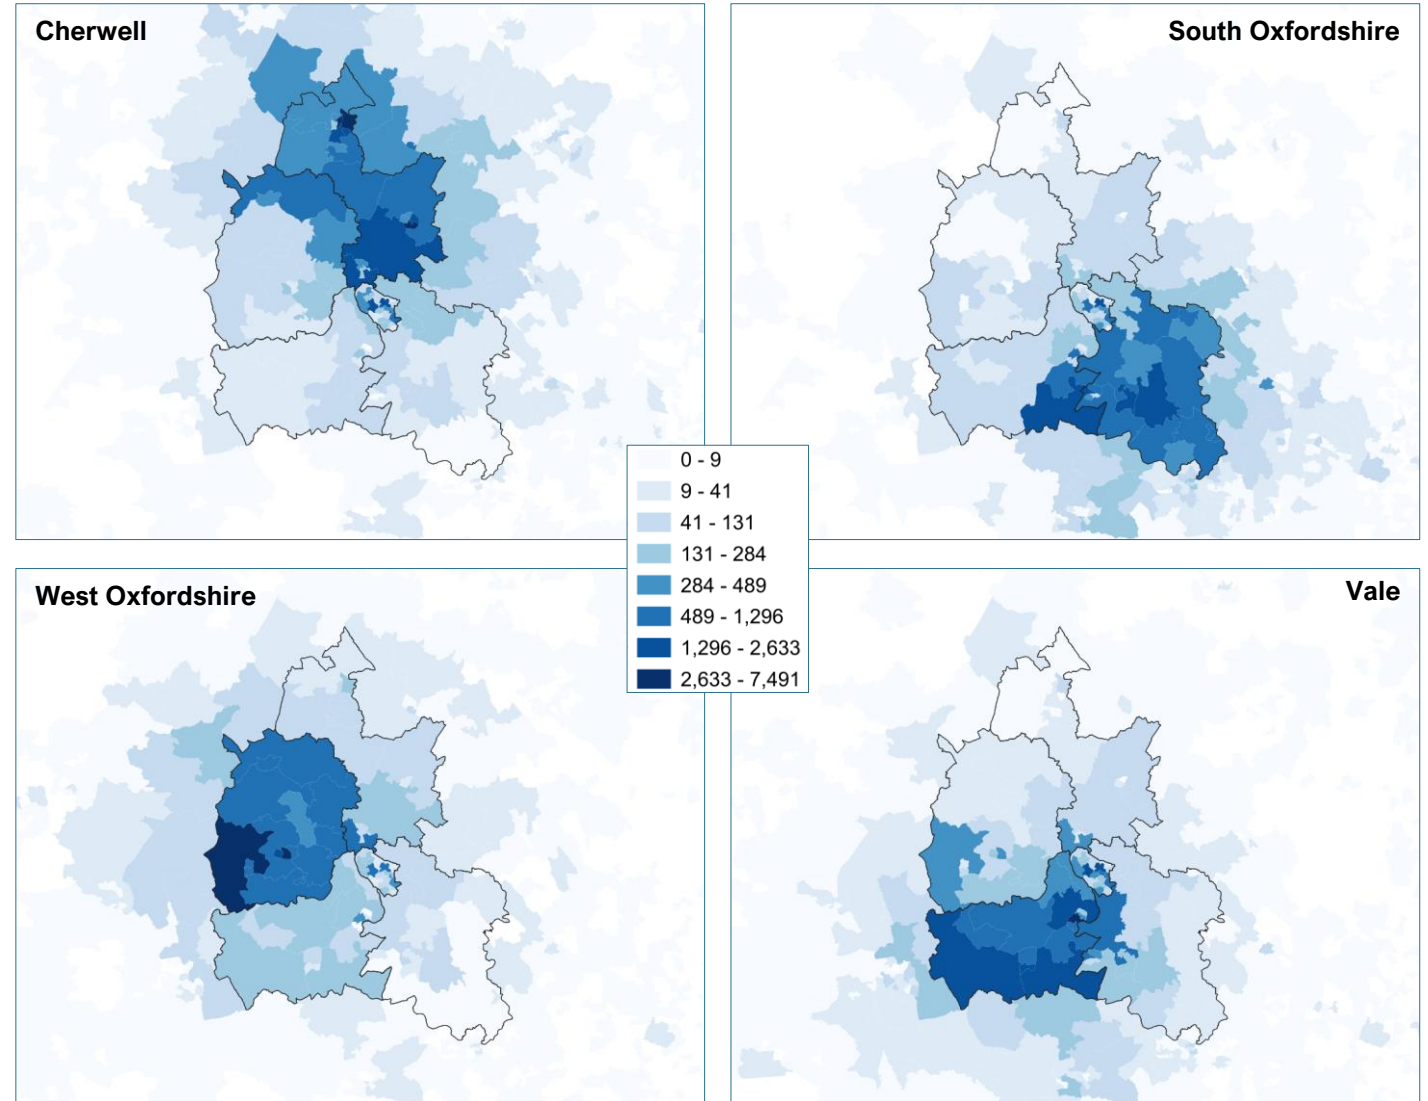 Cherwell
South Oxfordshire
0 - 9
9 - 41
41 - 131
131 - 284
284 - 489
489 - 1,296
1,296 - 2,633
2,633 - 7,491
West Oxfordshire
Vale